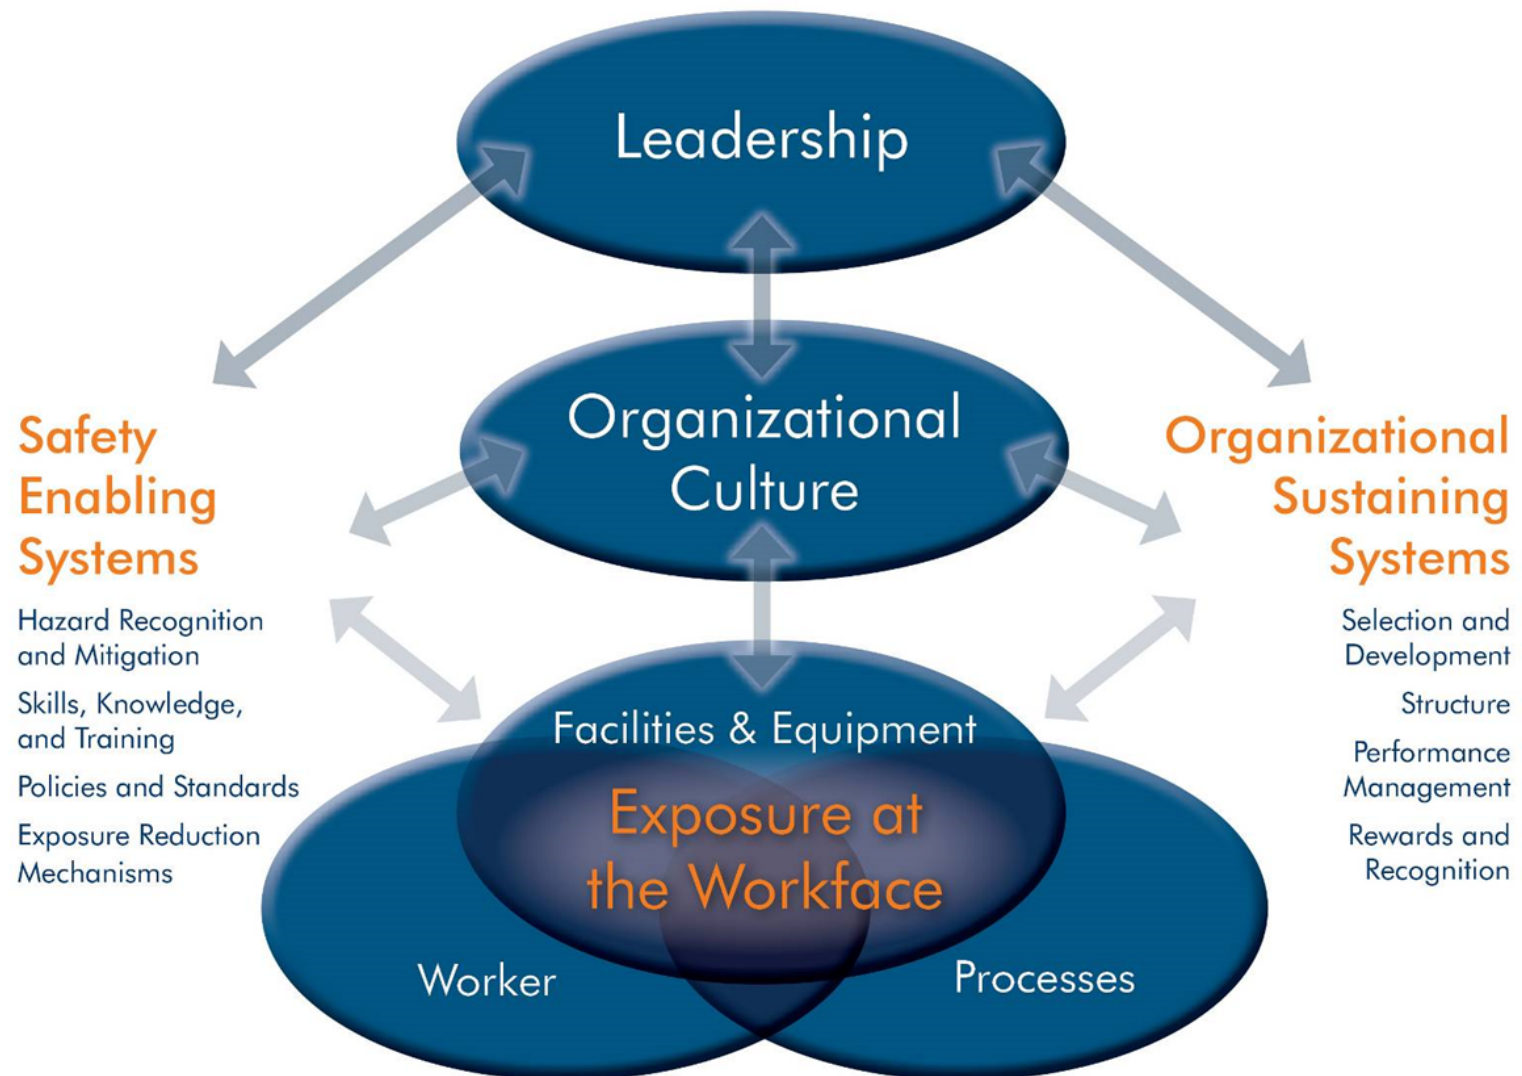 Leadership
Organizational
Culture
Safety
Enabling
Systems
Hazard Recognition
and Mitigation
Skills, Knowledge,
and Training
Policies and Standards
Exposure Reduction
Mechanisms
Organizational
Sustaining
Systems
Selection and
Development
Structure
Performance
Management
Rewards and
Recognition
Facilities & Equipment
Exposure at
the Workface
Worker
Processes